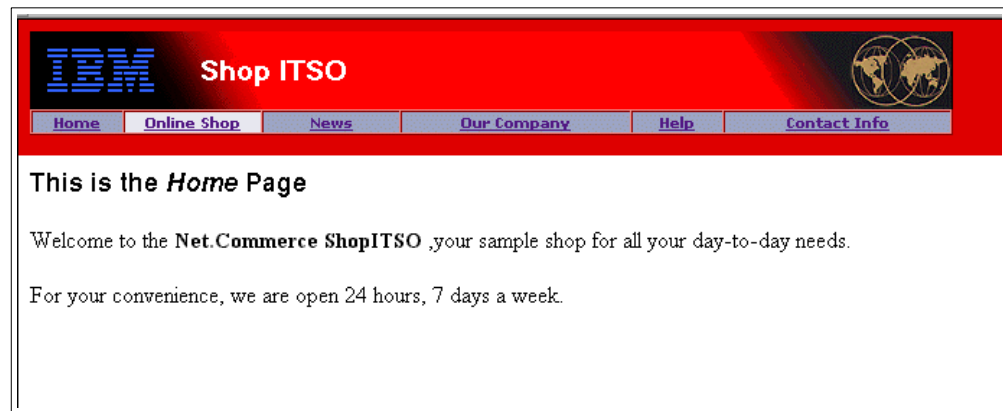 IBM Shop ITSO
Home Online Shop News Our Company Help Contact Info
This is the Home Page
Welcome to the Net.Commerce ShopITSO ,your sample shop for all your day-to-day needs.
For your convenience, we are open 24 hours, 7 days a week.